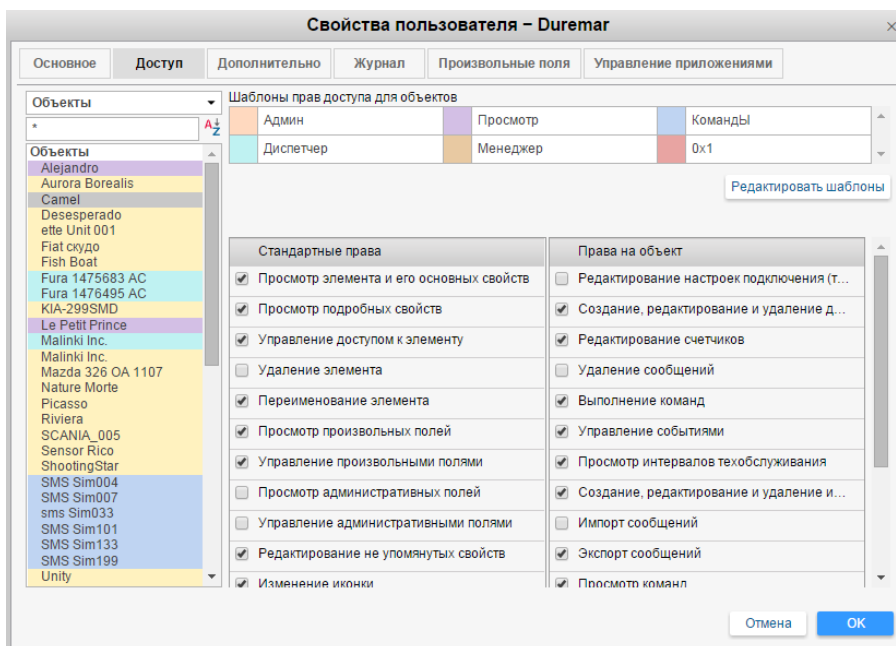 Свойства пользователя – Duremar
Основное Доступ Дополнительно Журнал Произвольные поля Управление приложениями
Объекты
*
Объекты
Alejandro
Aurora Borealis
Camel
Desesperado
ette Unit 001
Fiat скудо
Fish Boat
Fura 1475683 AC
Fura 1476495 AC
KIA-299SMD
Le Petit Prince
Malinki Inc.
Malinki Inc.
Mazda 326 OA 1107
Nature Morte
Picasso
Riviera
SCANIA_005
Sensor Rico
ShootingStar
SMS Sim004
SMS Sim007
sms Sim033
SMS Sim101
SMS Sim133
SMS Sim199
Unity
Шаблоны прав доступа для объектов
Админ Просмотр КомандЫ
Диспетчер Менеджер 0x1
Редактировать шаблоны
Стандартные права
Просмотр элемента и его основных свойств
Просмотр подробных свойств
Управление доступом к элементу
Удаление элемента
Переименование элемента
Просмотр произвольных полей
Управление произвольными полями
Просмотр административных полей
Управление административными полями
Редактирование не упомянутых свойств
Изменение иконки
Права на объект
Редактирование настроек подключения (т...
Создание, редактирование и удаление д...
Редактирование счетчиков
Удаление сообщений
Выполнение команд
Управление событиями
Просмотр интервалов техобслуживания
Создание, редактирование и удаление и...
Импорт сообщений
Экспорт сообщений
Просмотр команд
Отмена OK